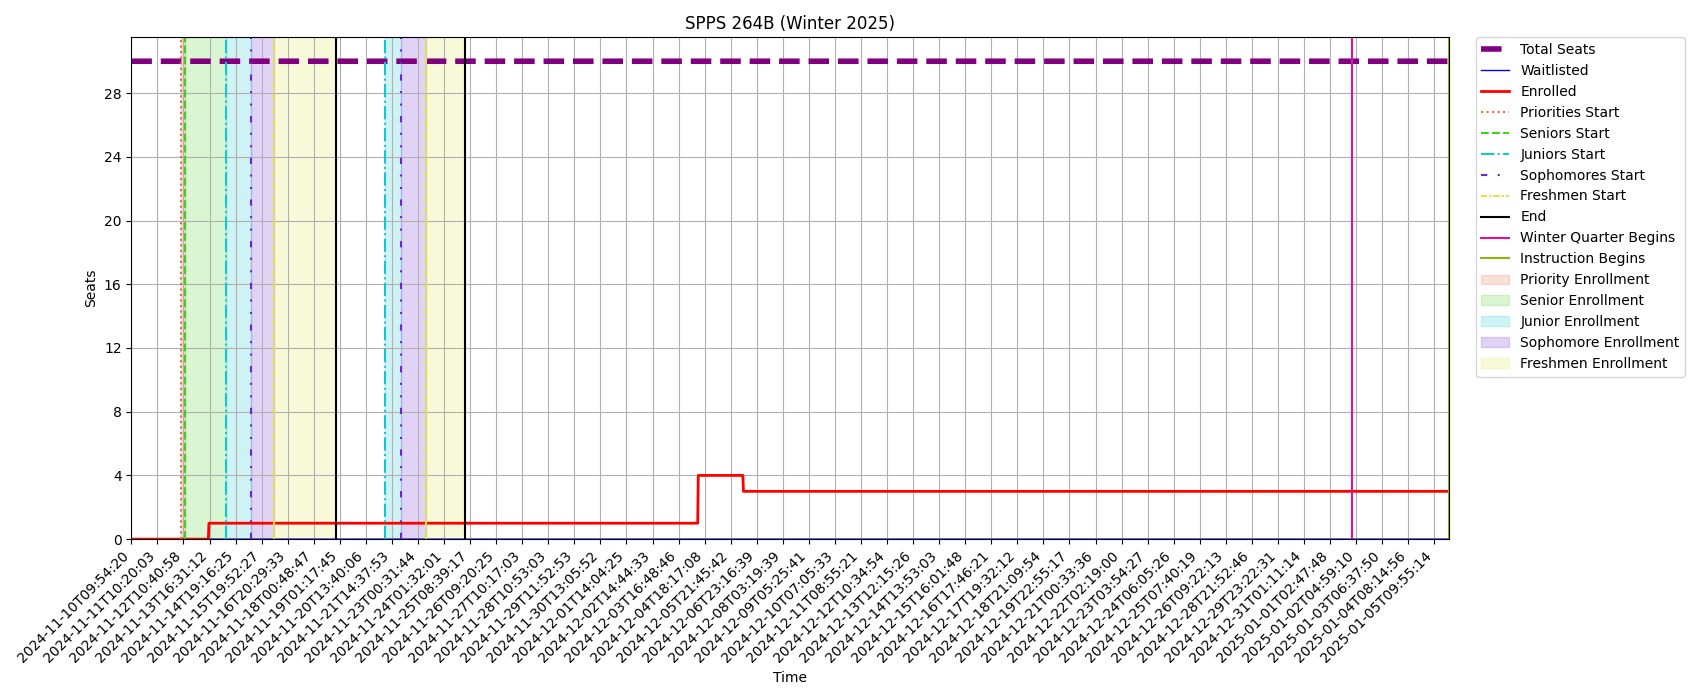 SPPS 264B (Winter 2025)
Seats
28
24
20
16
12
8
4
0
2024-11-10T09:54:20
2024-11-11T10:20:03
2024-11-12T10:40:58
2024-11-13T16:31:12
2024-11-14T19:16:25
2024-11-15T19:52:27
2024-11-16T20:29:33
2024-11-18T00:48:47
2024-11-19T01:17:45
2024-11-20T13:40:06
2024-11-21T14:37:53
2024-11-23T00:31:44
2024-11-24T01:32:01
2024-11-25T08:39:17
2024-11-26T09:20:25
2024-11-27T10:17:03
2024-11-28T10:53:03
2024-11-29T11:52:53
2024-11-30T13:05:52
2024-12-01T14:04:25
2024-12-02T14:44:33
2024-12-03T16:48:46
2024-12-04T18:17:08
2024-12-05T21:45:42
2024-12-06T23:16:39
2024-12-08T03:19:39
2024-12-09T05:25:41
2024-12-10T07:05:33
2024-12-11T08:55:21
2024-12-12T10:34:54
2024-12-13T12:15:26
2024-12-14T13:53:03
2024-12-15T16:01:48
2024-12-16T17:46:21
2024-12-17T19:32:12
2024-12-18T21:09:54
2024-12-19T22:55:17
2024-12-21T00:33:36
2024-12-22T02:19:00
2024-12-23T03:54:27
2024-12-24T06:05:26
2024-12-25T07:40:19
2024-12-26T09:22:13
2024-12-28T21:52:46
2024-12-29T23:22:31
2024-12-31T01:11:14
2025-01-01T02:47:48
2025-01-02T04:59:10
2025-01-03T06:37:50
2025-01-04T08:14:56
2025-01-05T09:55:14
Time
Total Seats
Waitlisted
Enrolled
Priorities Start
Seniors Start
Juniors Start
Sophomores Start
Freshmen Start
End
Winter Quarter Begins
Instruction Begins
Priority Enrollment
Senior Enrollment
Junior Enrollment
Sophomore Enrollment
Freshmen Enrollment